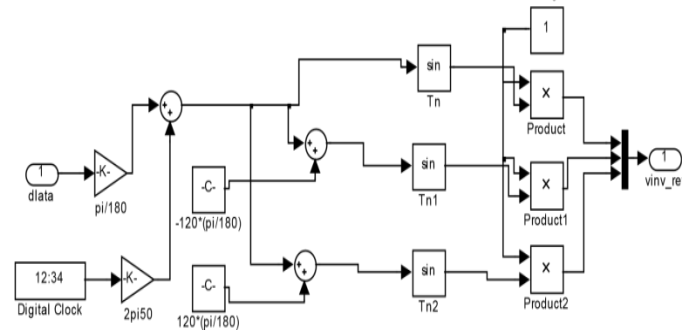 1
sin
Tn
x
Product
1
dlata
-K-
pi/180
-C-
-120*(pi/180)
sin
Tn1
x
Product1
1
vinv_re
12:34
Digital Clock
-K-
2pi50
-C-
120*(pi/180)
sin
Tn2
x
Product2